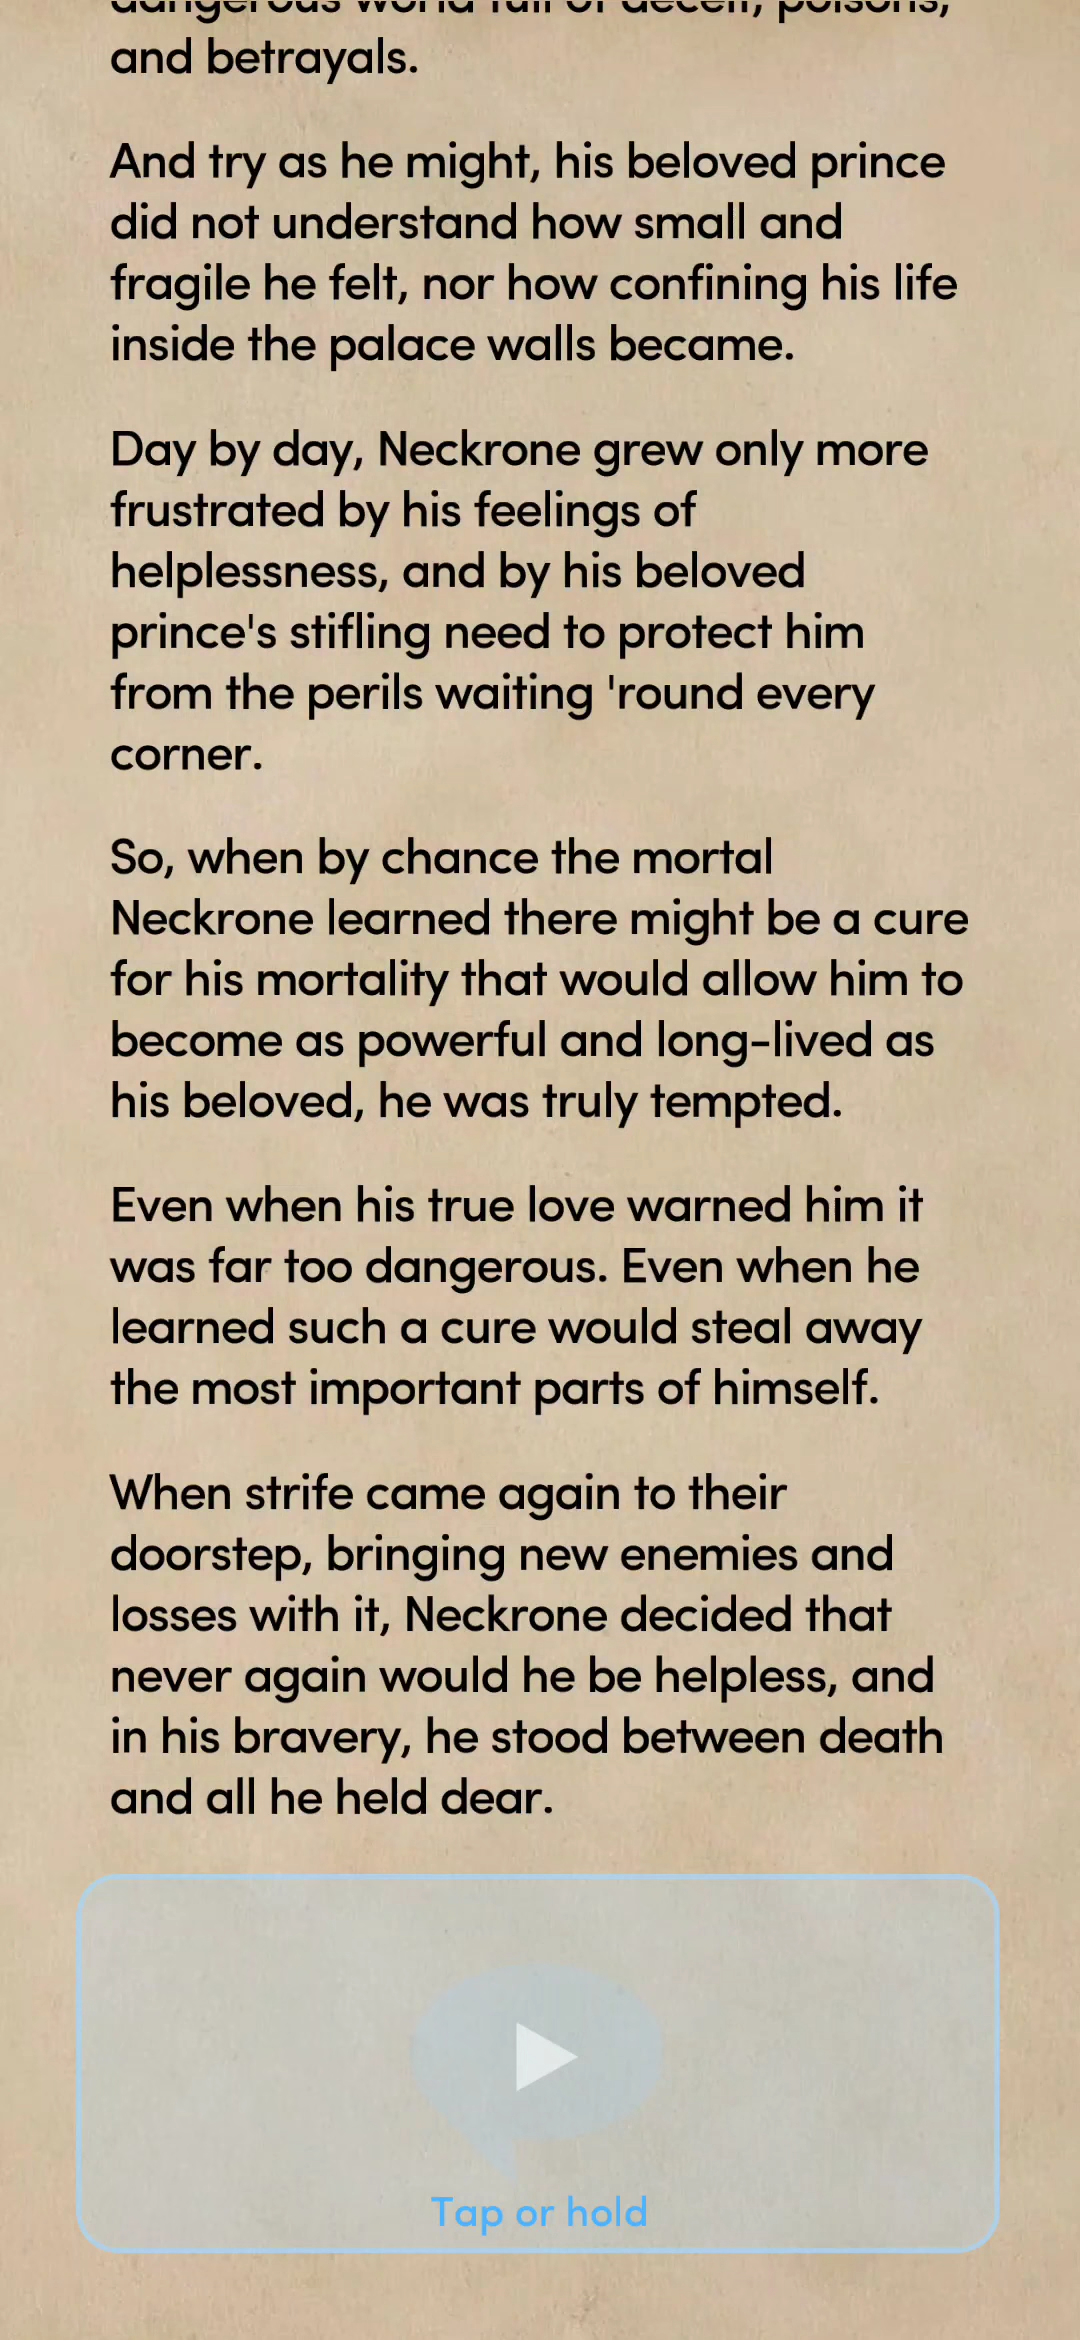 dangerous world full of deceit, poisons,
and betrayals.
And try as he might, his beloved prince
did not understand how small and
fragile he felt, nor how confining his life
inside the palace walls became.
Day by day, Neckrone grew only more
frustrated by his feelings of
helplessness, and by his beloved
prince's stifling need to protect him
from the perils waiting 'round every
corner.
So, when by chance the mortal
Neckrone learned there might be a cure
for his mortality that would allow him to
become as powerful and long-lived as
his beloved, he was truly tempted.
Even when his true love warned him it
was far too dangerous. Even when he
learned such a cure would steal away
the most important parts of himself.
When strife came again to their
doorstep, bringing new enemies and
losses with it, Neckrone decided that
never again would he be helpless, and
in his bravery, he stood between death
and all he held dear.
Tap or hold